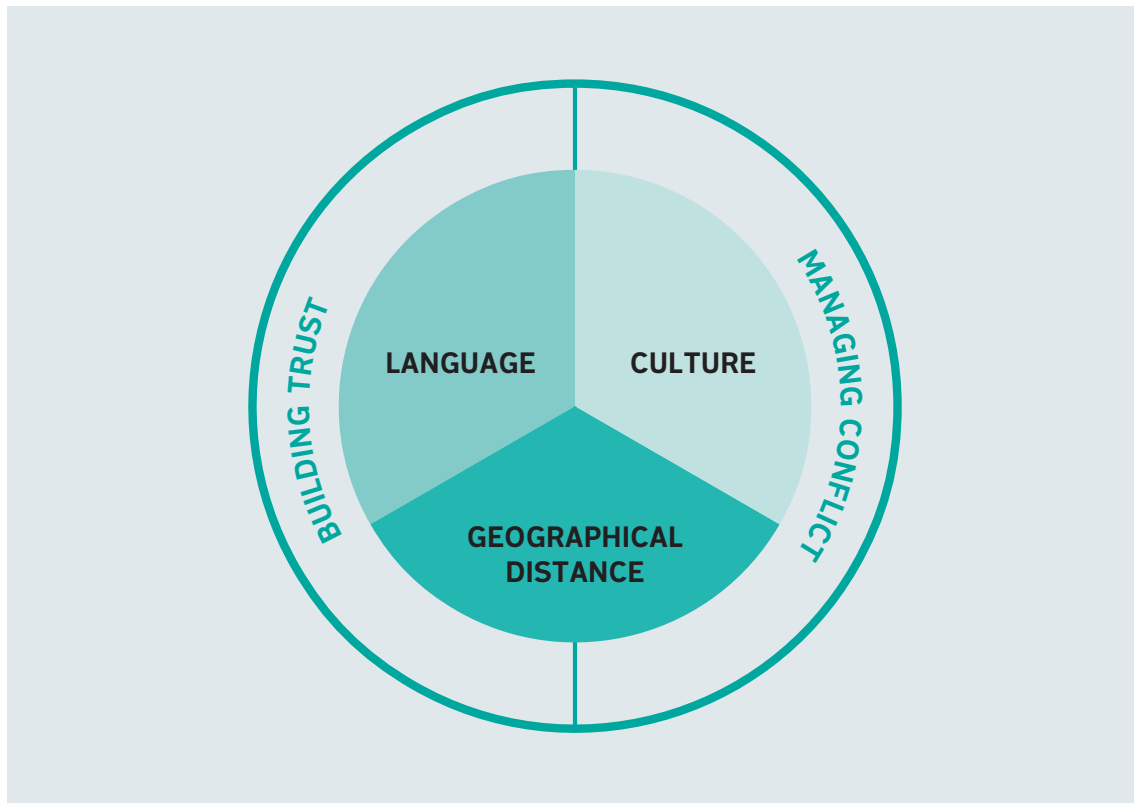 BUILDING TRUST
LANGUAGE
CULTURE
MANAGING CONFLICT
GEOGRAPHICAL
DISTANCE